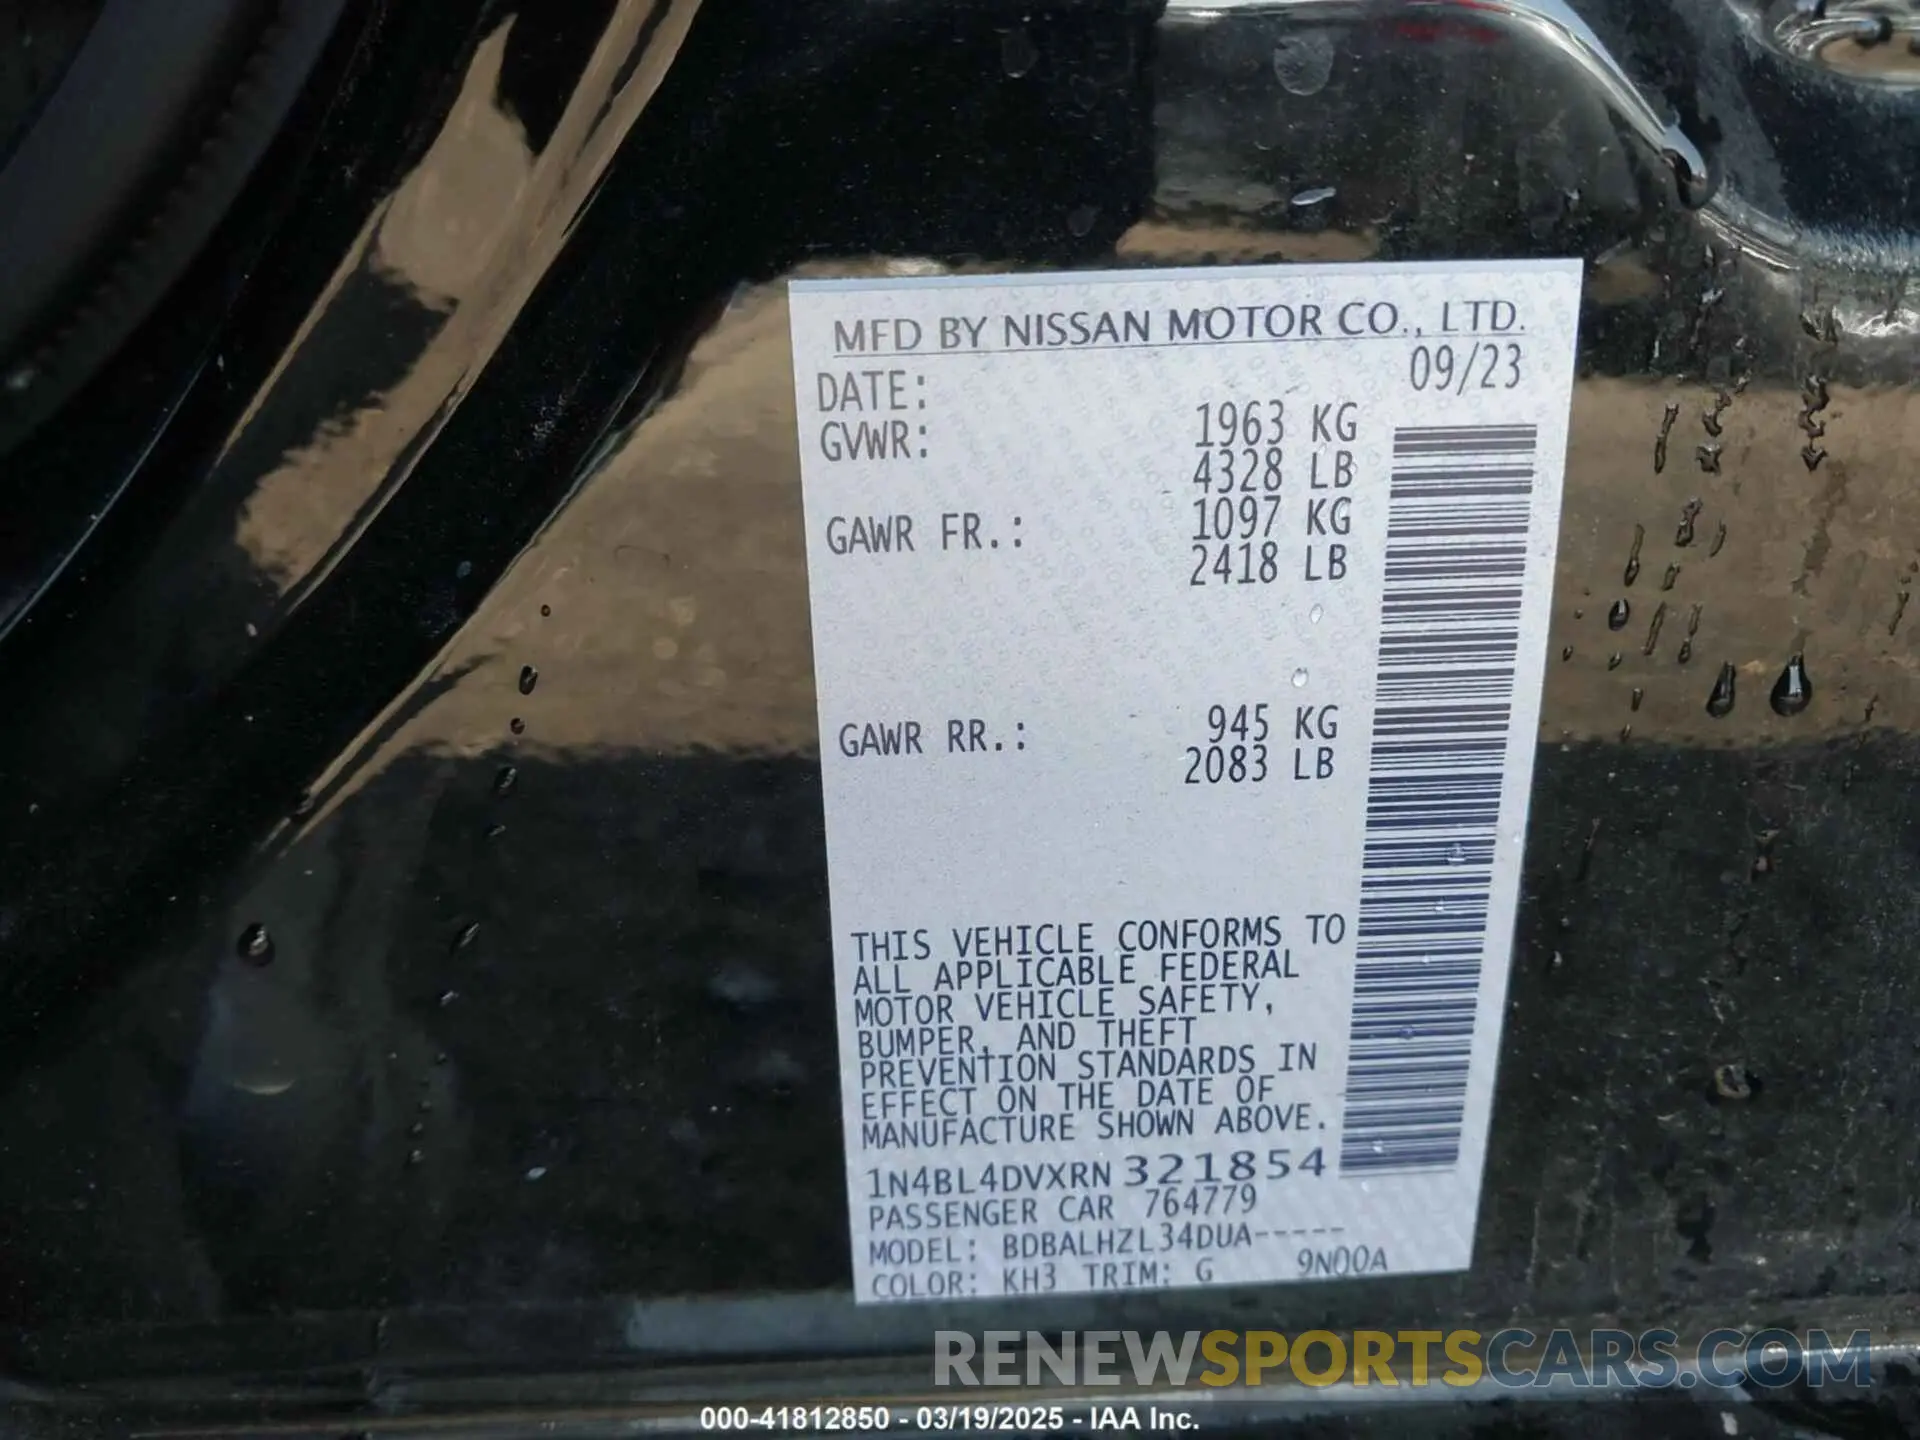 MFD BY NISSAN MOTOR CO., LTD.
DATE: 09/23
GVWR: 1963 KG
4328 LB
GAWR FR.: 1097 KG
2418 LB
GAWR RR.: 945 KG
2083 LB
THIS VEHICLE CONFORMS TO
ALL APPLICABLE FEDERAL
MOTOR VEHICLE SAFETY,
BUMPER, AND THEFT
PREVENTION STANDARDS IN
EFFECT ON THE DATE OF
MANUFACTURE SHOWN ABOVE.
1N4BL4DVXRN321854
PASSENGER CAR 764779
MODEL: BDBALHZL34DUA-----
COLOR: KH3 TRIM: G 9N00A
RENEWSPORTSCARS.COM
000-41812850 - 03/19/2025 - IAA Inc.